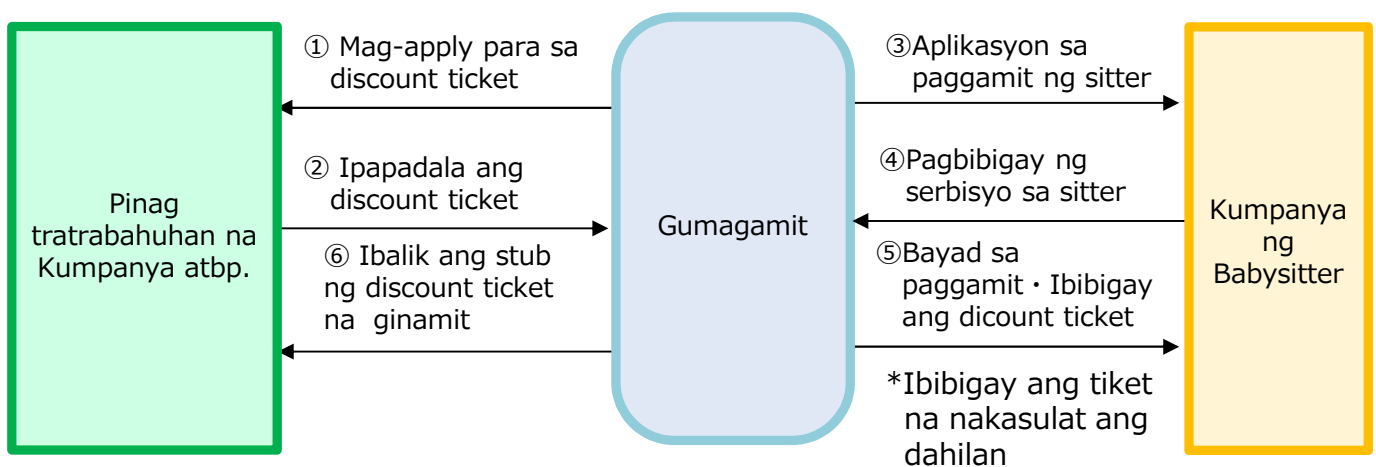 Pinag
tratrabahuhan na
Kumpanya atbp.
① Mag-apply para sa
discount ticket
② Ipapadala ang
discount ticket
⑥ Ibalik ang stub
ng discount ticket
na ginamit
Gumagamit
③Aplikasyon sa
paggamit ng sitter
④Pagbibigay ng
serbisyo sa sitter
⑤Bayad sa
paggamit・Ibibigay
ang dicount ticket
*Ibibigay ang tiket
na nakasulat ang
dahilan
Kumpanya
ng
Babysitter